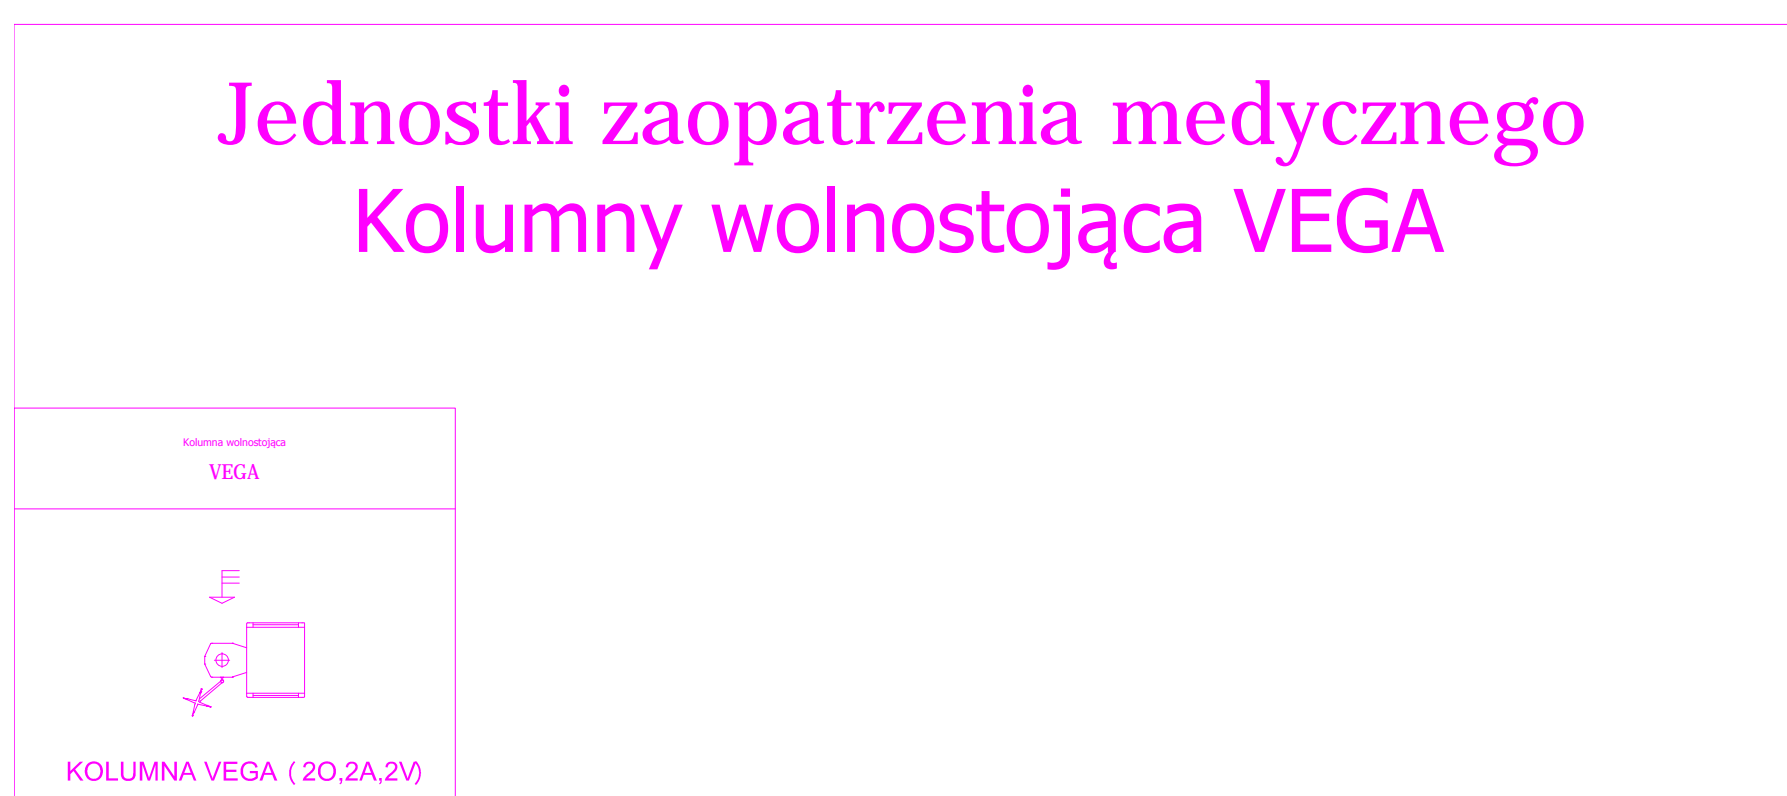 Jednostki zaopatrzenia medycznego
Kolumny wolnostojąca VEGA
Kolumna wolnostojąca
VEGA
KOLUMNA VEGA ( 2O,2A,2V)